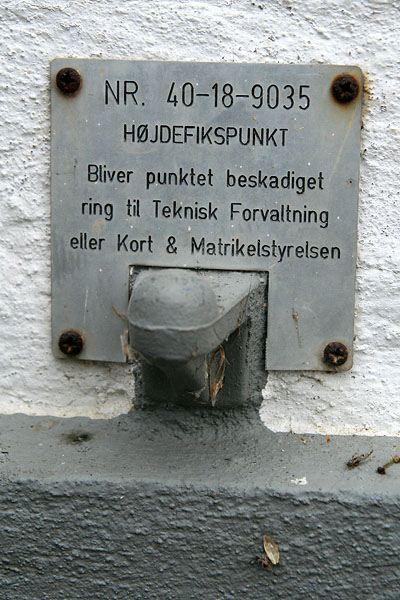 NR. 40-18-9035
HØJDEFIKSPUNKT
Bliver punktet beskadiget
ring til Teknisk Forvaltning
eller Kort & Matrikelstyrelsen